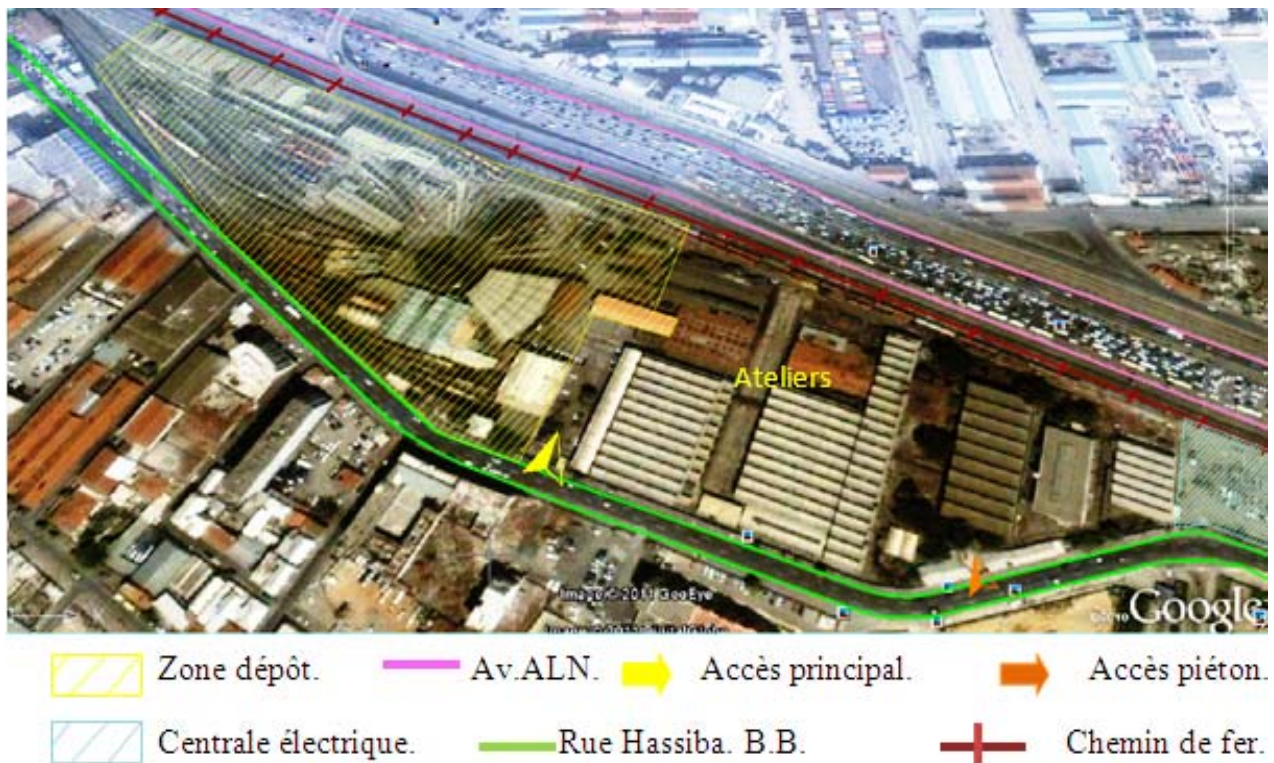 Ateliers
Image © 2011 GeoEye
Google
Zone dépôt. Av.ALN. Accès principal. Accès piéton.
Centrale électrique. Rue Hassiba. B.B. Chemin de fer.